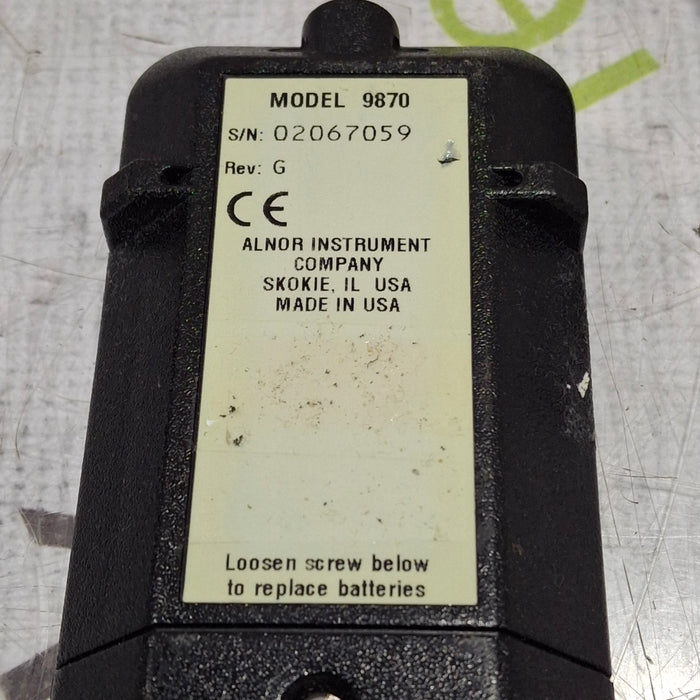 MODEL 9870
S/N: 02067059
Rev: G
CE
ALNOR INSTRUMENT
COMPANY
SKOKIE, IL USA
MADE IN USA
Loosen screw below
to replace batteries